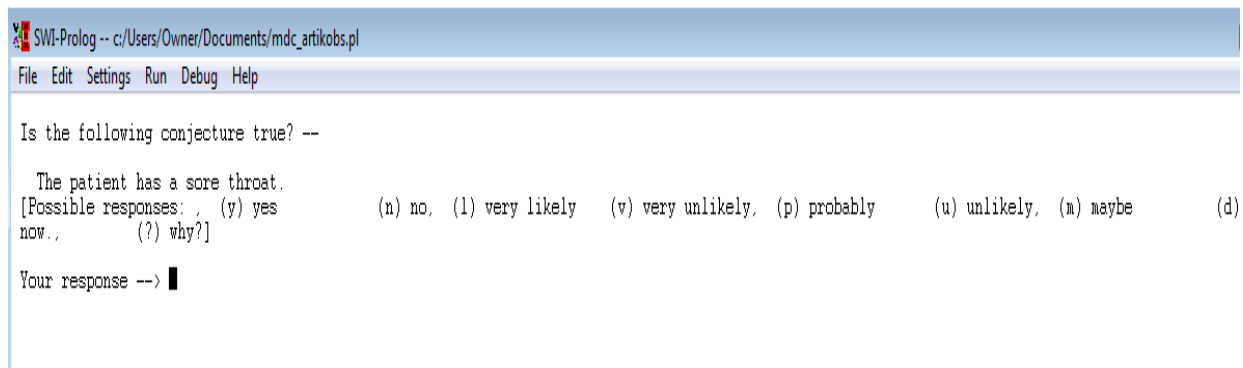 SWI-Prolog -- c:/Users/Owner/Documents/mdc_artikobs.pl
File Edit Settings Run Debug Help
Is the following conjecture true? --
The patient has a sore throat.
[Possible responses: , (y) yes (n) no, (l) very likely (v) very unlikely, (p) probably (u) unlikely, (m) maybe (d)
now., (?) why?]
Your response -->